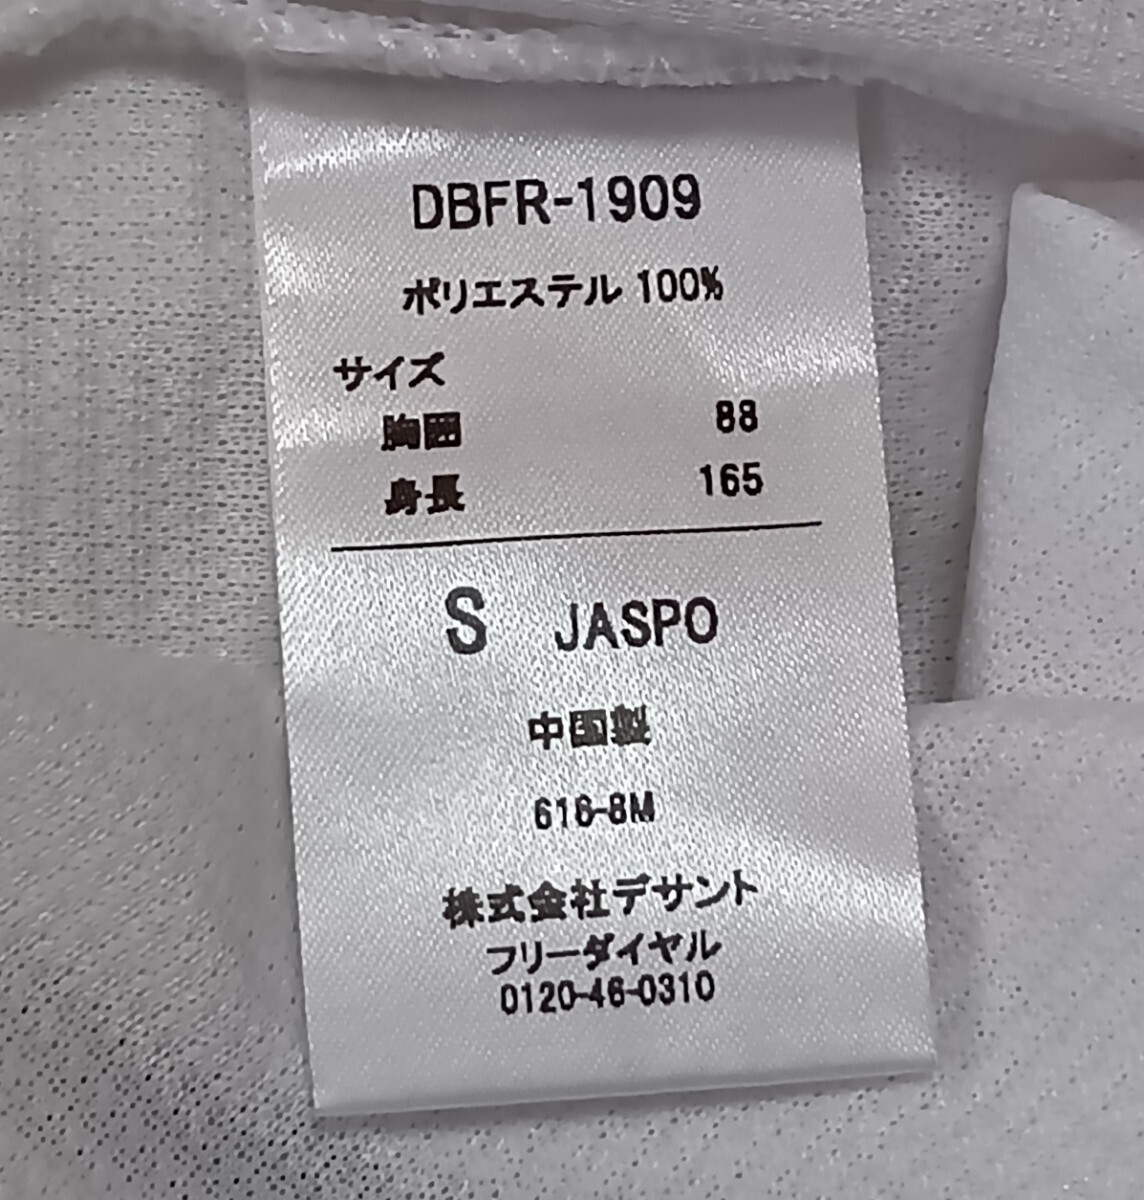 DBFR-1909
ポリエステル 100%
サイズ
胸囲 88
身長 165
S JASPO
中国製
616-8M
株式会社デサント
フリーダイヤル
0120-46-0310